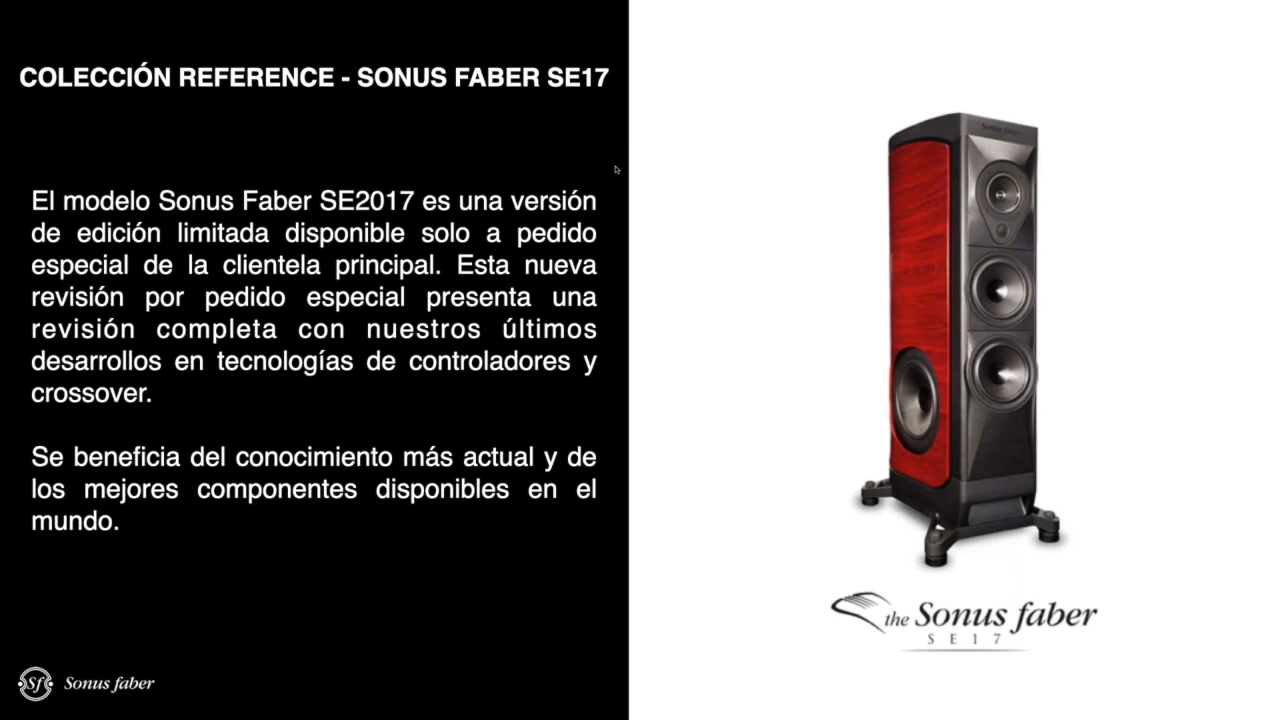 COLECCIÓN REFERENCE - SONUS FABER SE17
El modelo Sonus Faber SE2017 es una versión
de edición limitada disponible solo a pedido
especial de la clientela principal. Esta nueva
revisión por pedido especial presenta una
revisión completa con nuestros últimos
desarrollos en tecnologías de controladores y
crossover.
Se beneficia del conocimiento más actual y de
los mejores componentes disponibles en el
mundo.
Sf Sonus faber
Sonus faber
the Sonus faber
SE17